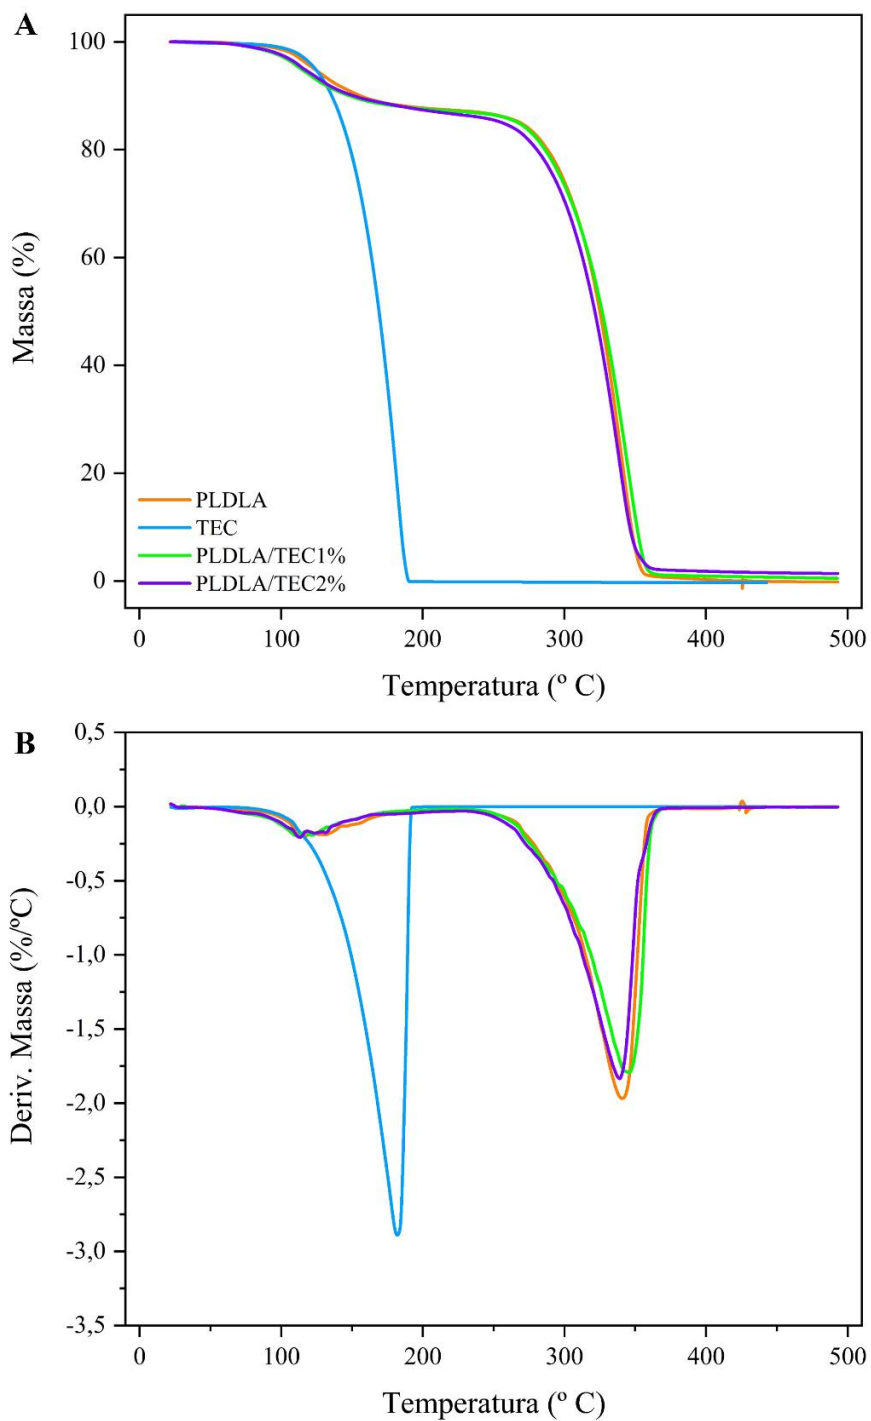 A
100
80
60
40
20
0
Massa (%)
PLDLA
TEC
PLDLA/TEC1%
PLDLA/TEC2%
0
100
200
300
400
500
Temperatura (º C)
B
0,5
0,0
-0,5
-1,0
-1,5
-2,0
-2,5
-3,0
-3,5
Deriv. Massa (%/ºC)
0
100
200
300
400
500
Temperatura (º C)